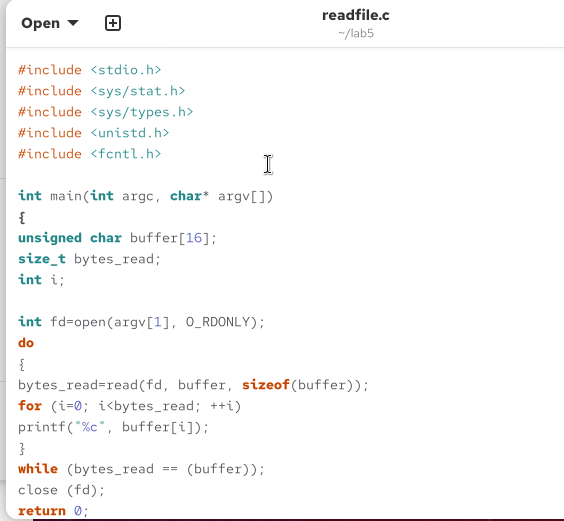 Open
readfile.c
~/lab5
#include <stdio.h>
#include <sys/stat.h>
#include <sys/types.h>
#include <unistd.h>
#include <fcntl.h>
int main(int argc, char* argv[])
{
unsigned char buffer[16];
size_t bytes_read;
int i;
int fd=open(argv[1], O_RDONLY);
do
{
bytes_read=read(fd, buffer, sizeof(buffer));
for (i=0; i<bytes_read; ++i)
printf("%c", buffer[i]);
}
while (bytes_read == (buffer));
close (fd);
return 0;